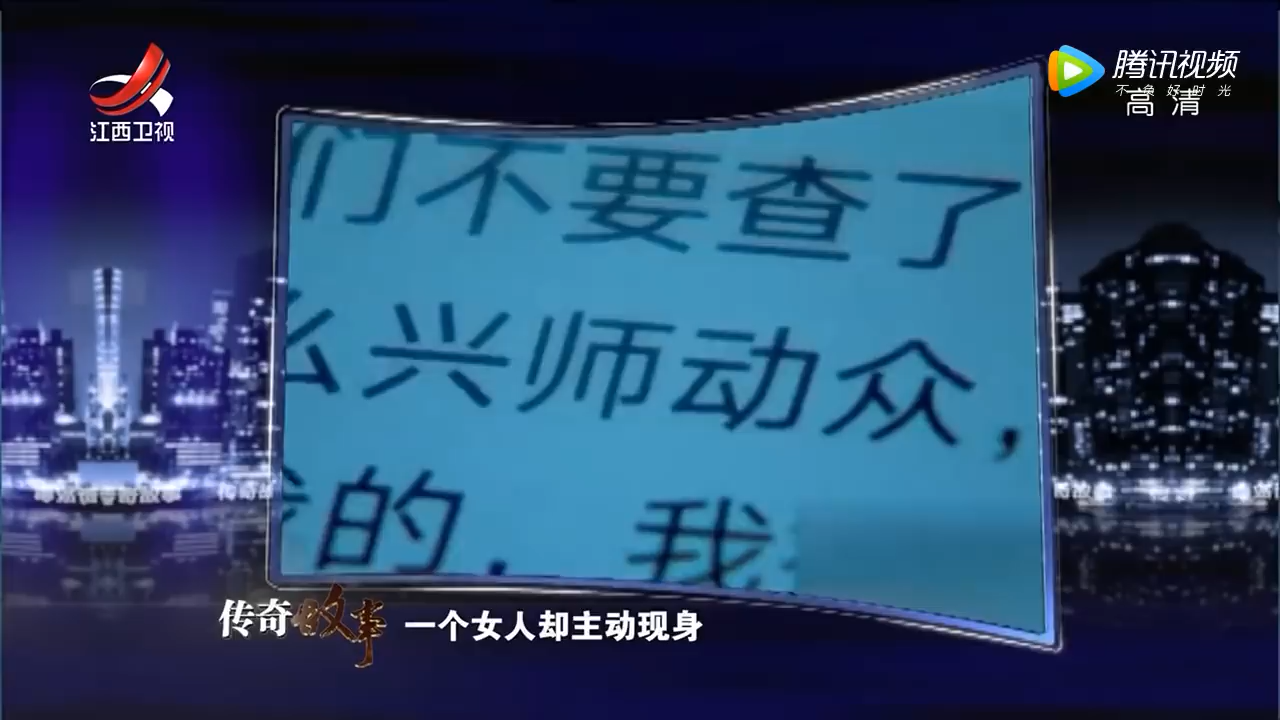 江西卫视
腾讯视频
不负好时光
高清
们不要查了
么兴师动众，
的. 我
传奇故事
一个女人却主动现身